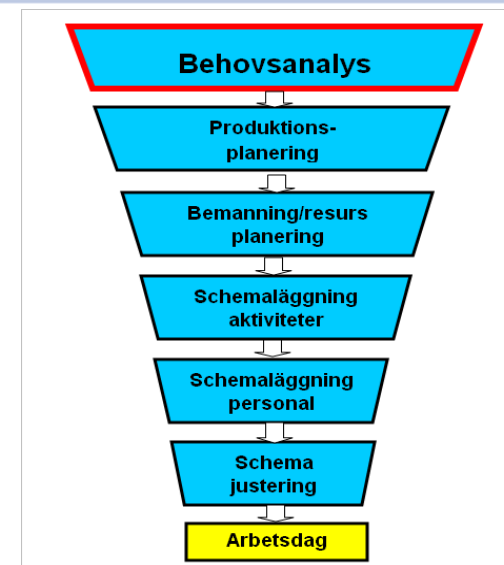 Behovsanalys
Produktions-
planering
Bemanning/resurs
planering
Schemaläggning
aktiviteter
Schemaläggning
personal
Schema
justering
Arbetsdag